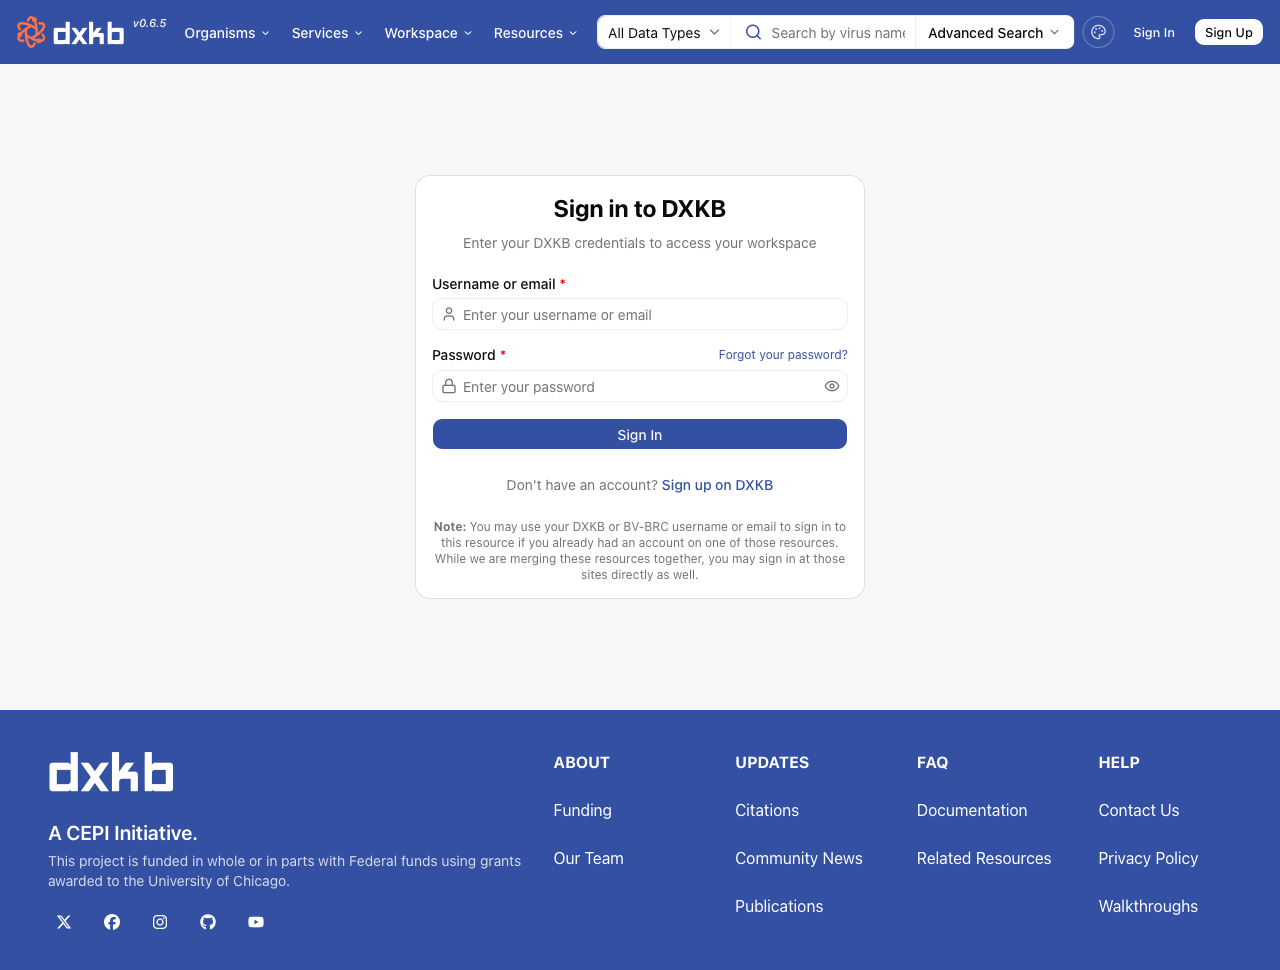 dxkb
v0.6.5
Organisms
Services
Workspace
Resources
All Data Types
Search by virus name
Advanced Search
Sign In
Sign Up
Sign in to DXKB
Enter your DXKB credentials to access your workspace
Username or email *
Enter your username or email
Password *
Forgot your password?
Enter your password
Sign In
Don't have an account? Sign up on DXKB
Note: You may use your DXKB or BV-BRC username or email to sign in to
this resource if you already had an account on one of those resources.
While we are merging these resources together, you may sign in at those
sites directly as well.
dxkb
A CEPI Initiative.
This project is funded in whole or in parts with Federal funds using grants
awarded to the University of Chicago.
ABOUT
Funding
Our Team
UPDATES
Citations
Community News
Publications
FAQ
Documentation
Related Resources
HELP
Contact Us
Privacy Policy
Walkthroughs